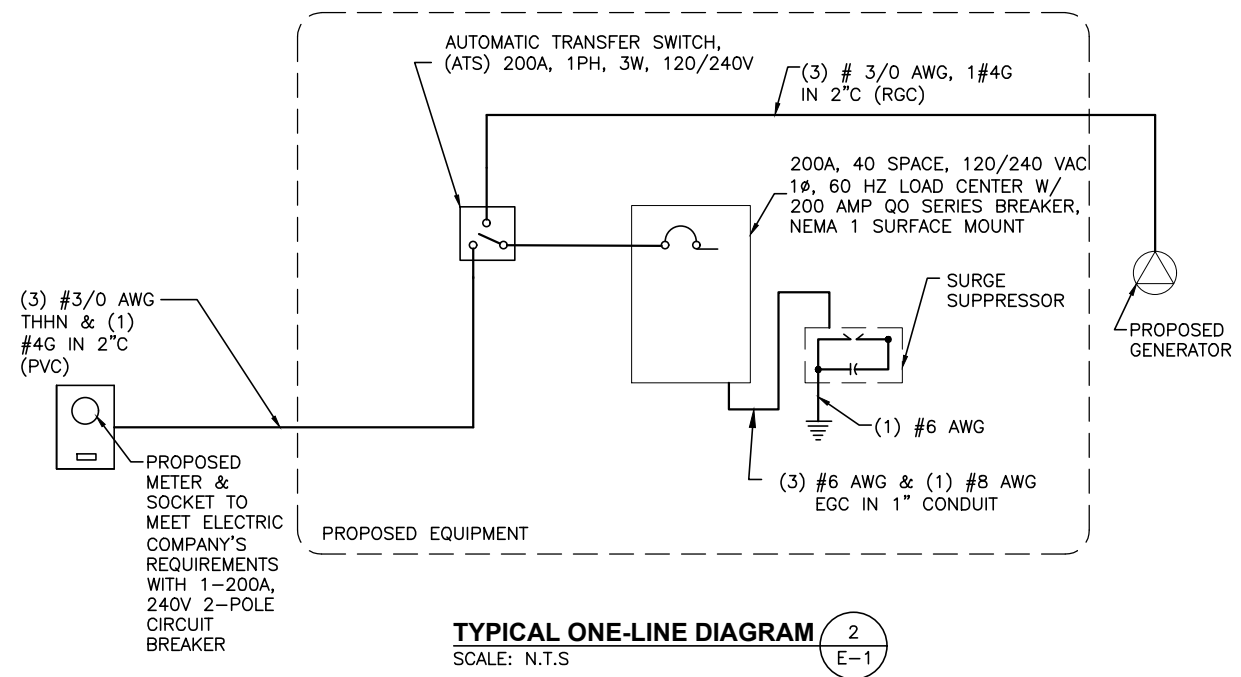 AUTOMATIC TRANSFER SWITCH,
(ATS) 200A, 1PH, 3W, 120/240V
(3) # 3/0 AWG, 1#4G
IN 2"C (RGC)
200A, 40 SPACE, 120/240 VAC
1ø, 60 HZ LOAD CENTER W/
200 AMP QO SERIES BREAKER,
NEMA 1 SURFACE MOUNT
SURGE
SUPPRESSOR
PROPOSED
GENERATOR
(3) #3/0 AWG
THHN & (1)
#4G IN 2"C
(PVC)
(1) #6 AWG
PROPOSED
METER &
SOCKET TO
MEET ELECTRIC
COMPANY'S
REQUIREMENTS
WITH 1-200A,
240V 2-POLE
CIRCUIT
BREAKER
(3) #6 AWG & (1) #8 AWG
EGC IN 1" CONDUIT
PROPOSED EQUIPMENT
TYPICAL ONE-LINE DIAGRAM
SCALE: N.T.S
2
E-1